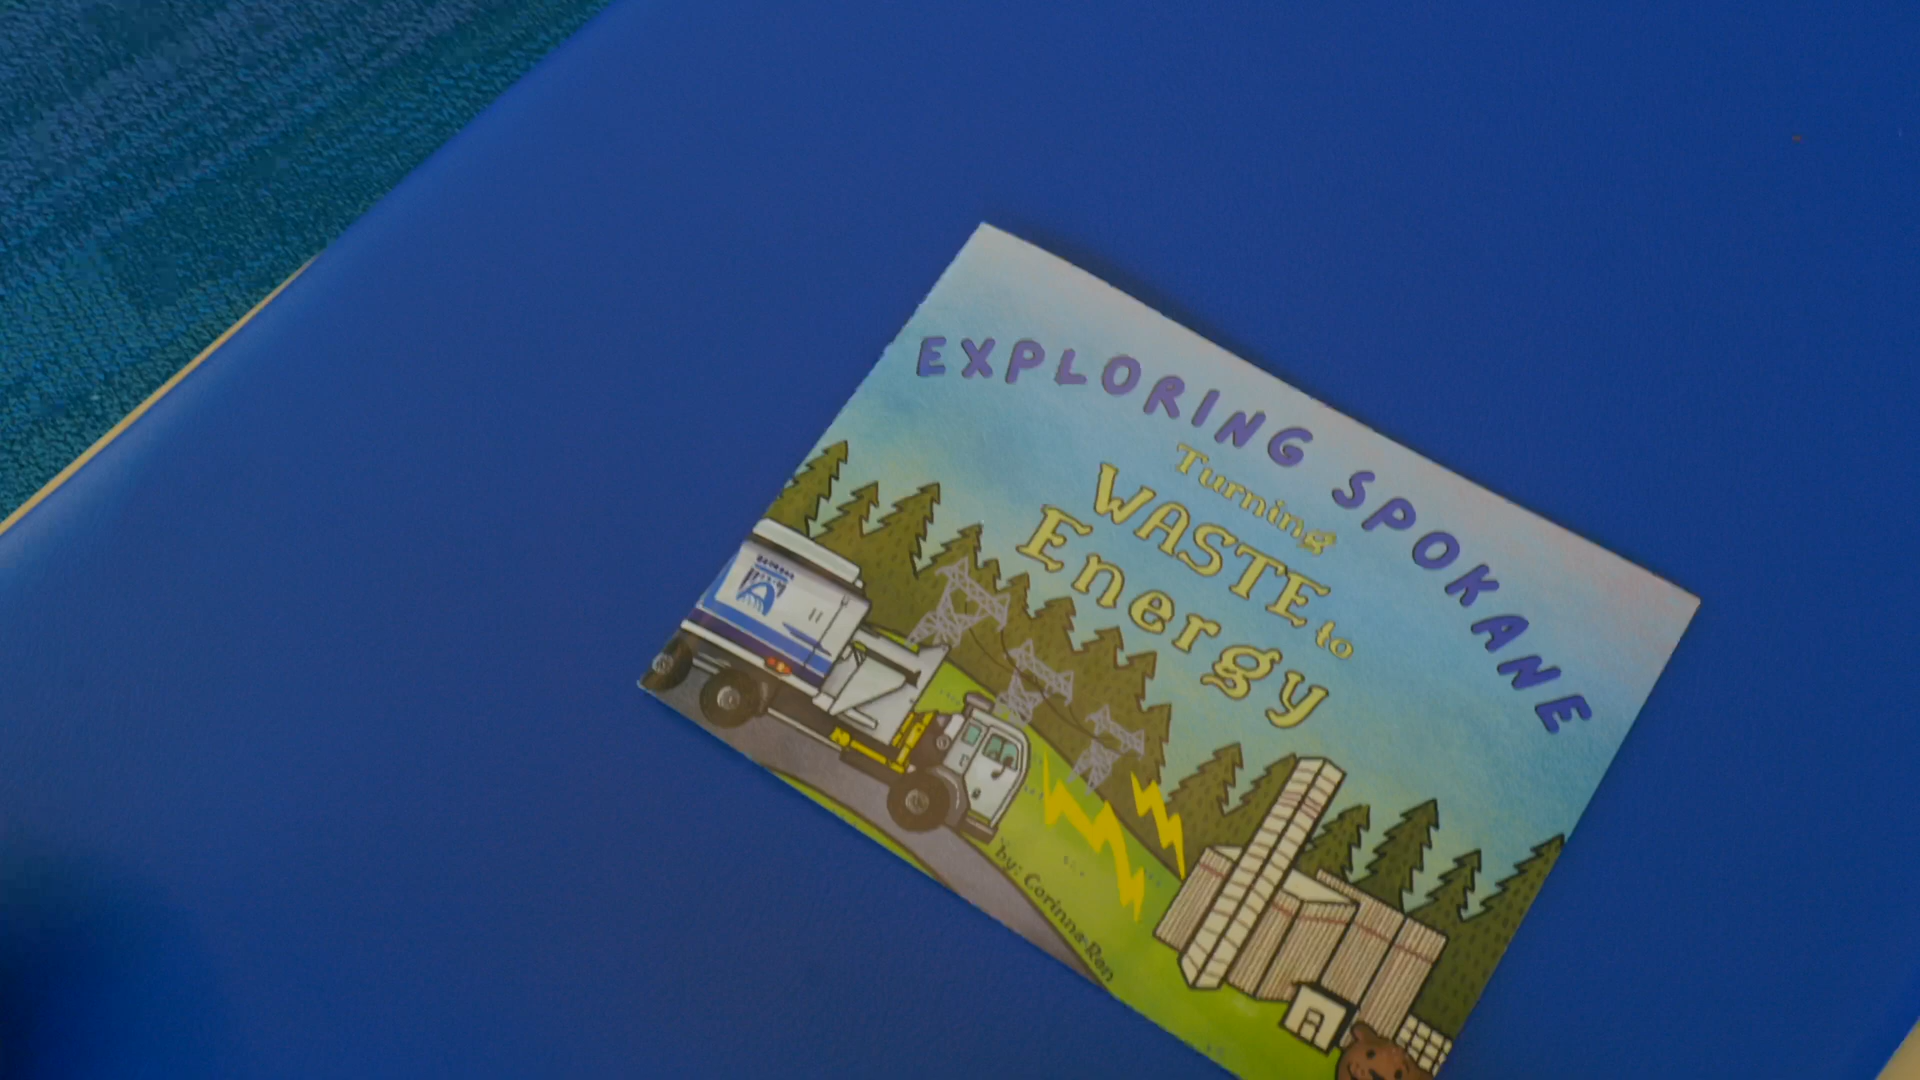 EXPLORING SPOKANE
Turning
WASTE to
Energy
by: Corinna Ren